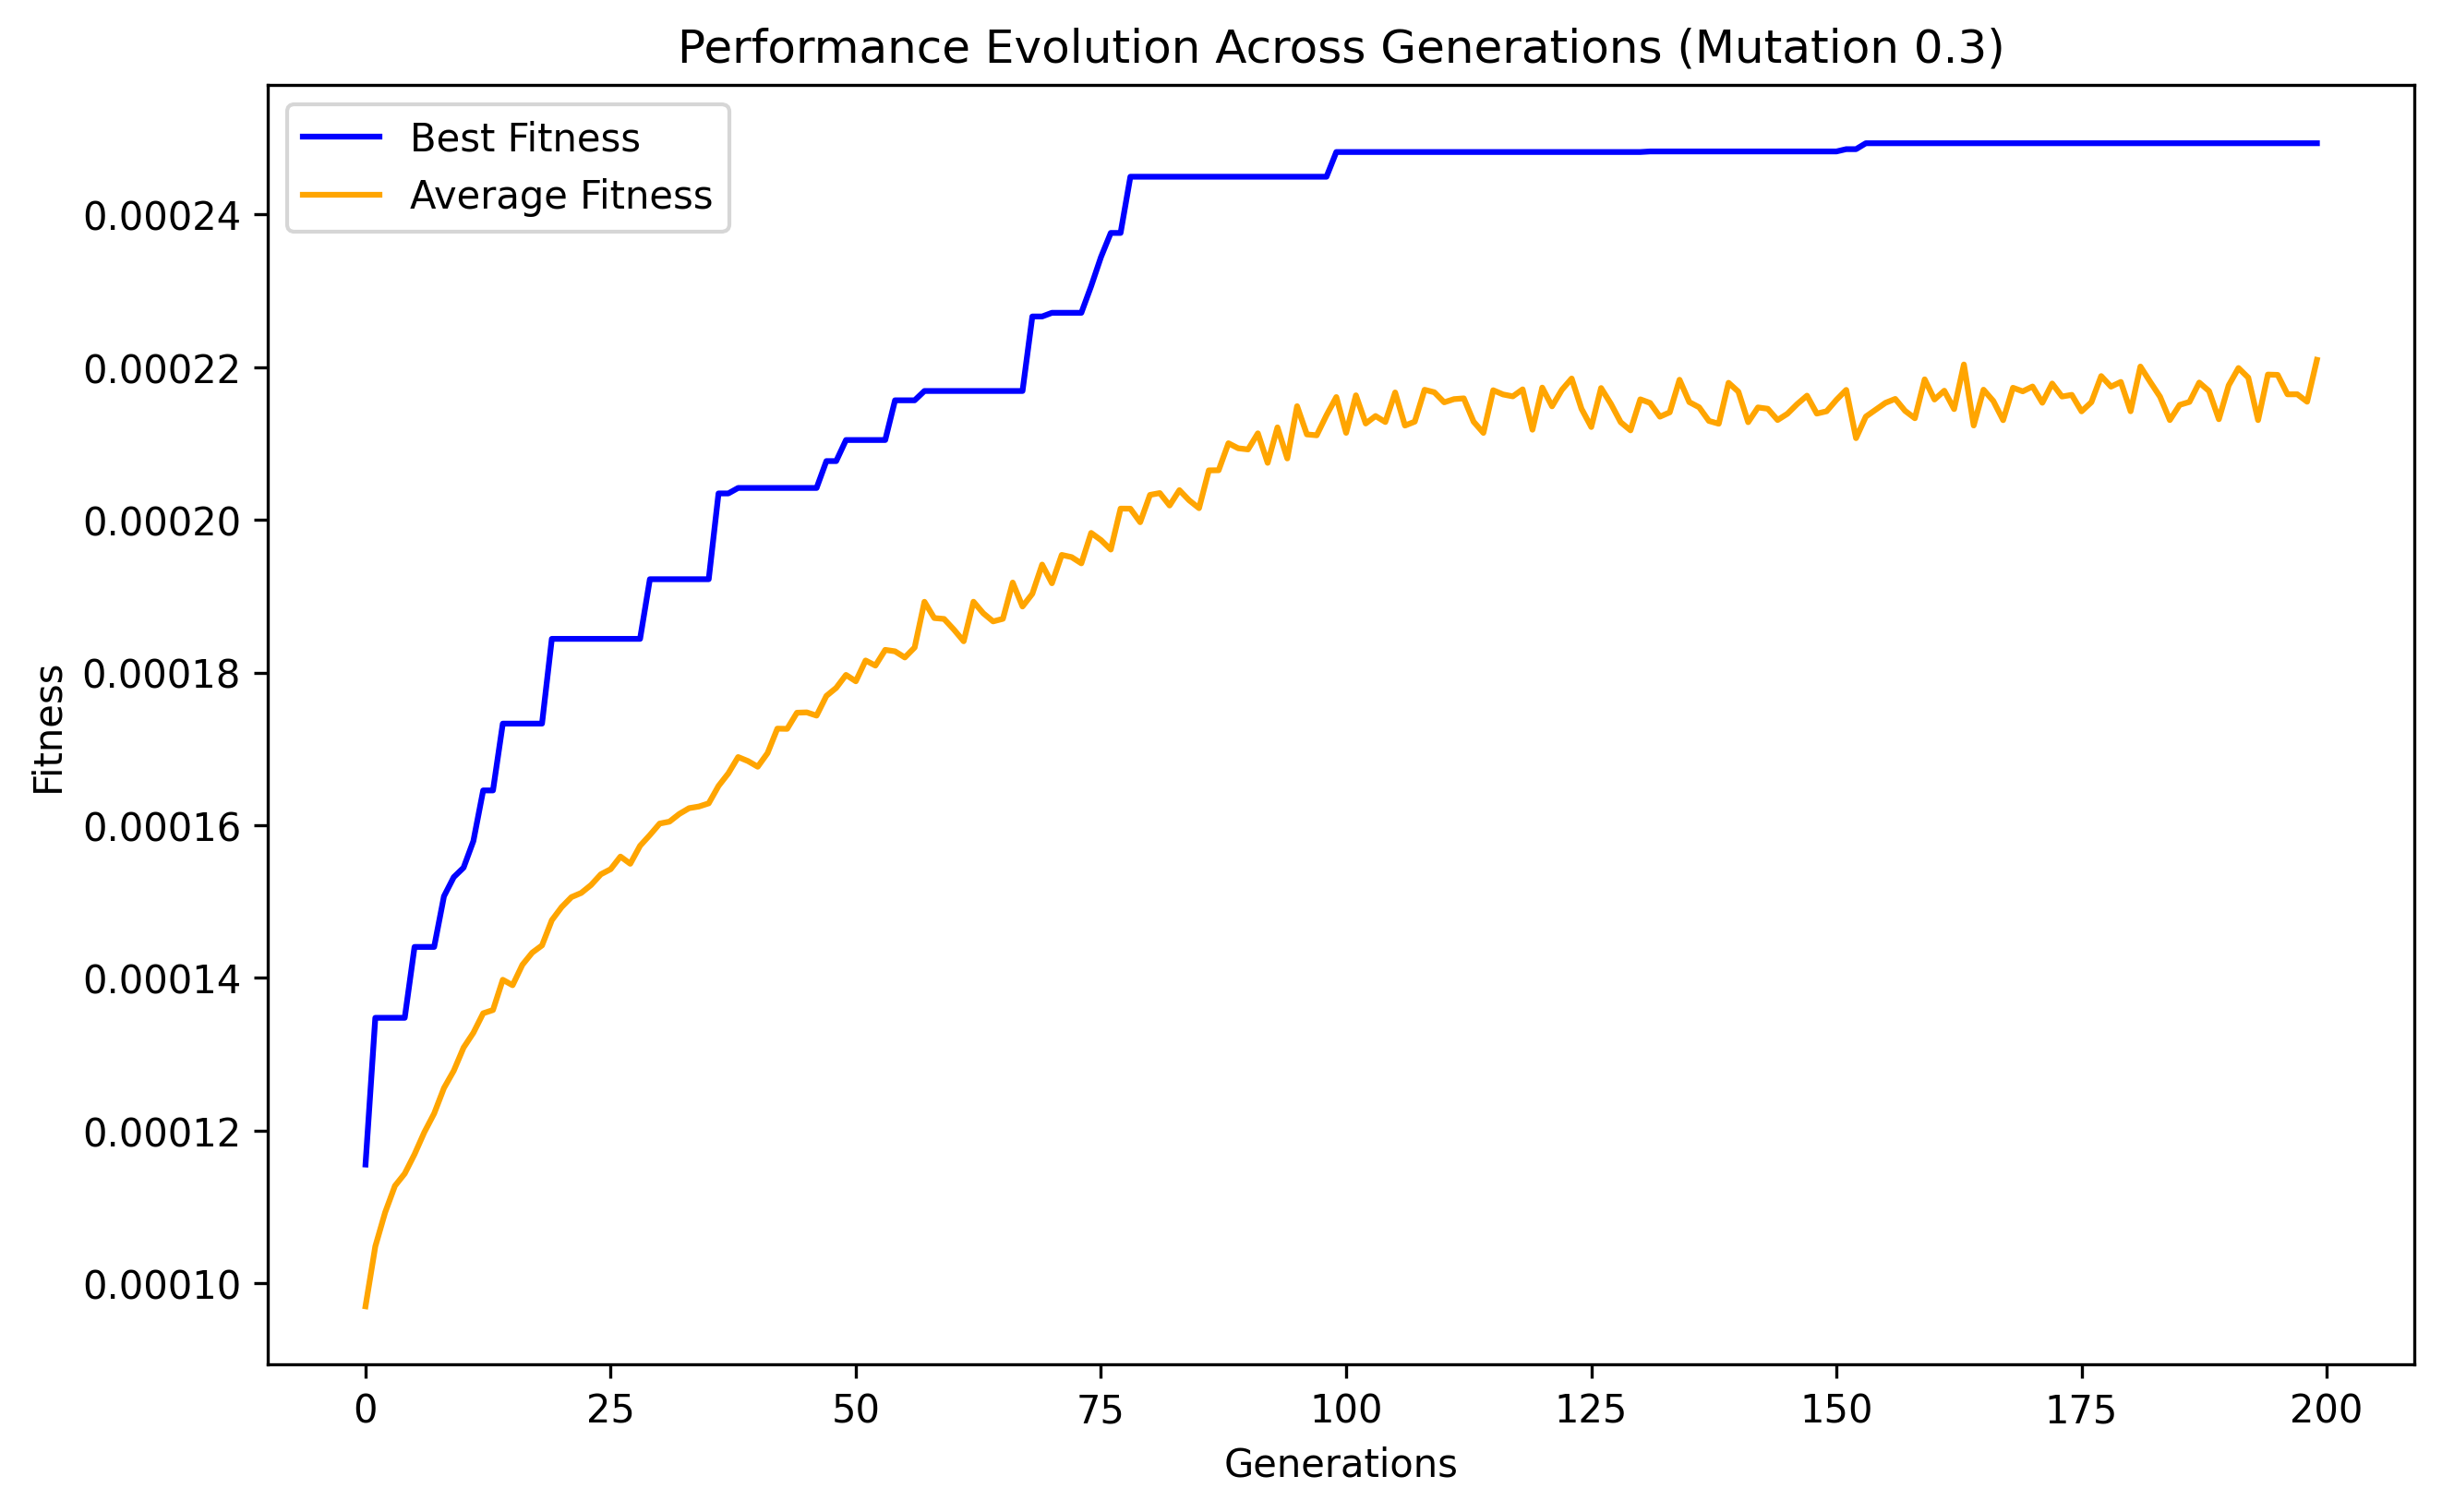 Performance Evolution Across Generations (Mutation 0.3)
Best Fitness
Average Fitness
0.00024
0.00022
0.00020
0.00018
0.00016
0.00014
0.00012
0.00010
Fitness
0 25 50 75 100 125 150 175 200
Generations